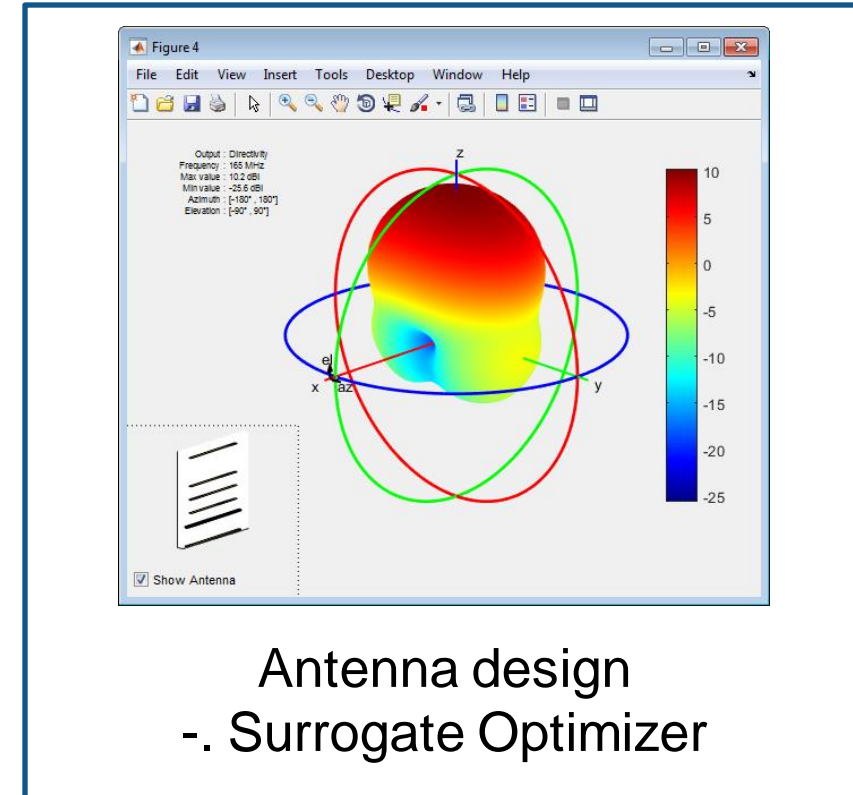 Figure 4
File Edit View Insert Tools Desktop Window Help
Output : Directivity
Frequency : 165 MHz
Max value : 10.2 dBi
Min value : -25.6 dBi
Azimuth : [-180° , 180°]
Elevation : [-90° , 90°]
z
10
5
0
-5
-10
-15
-20
-25
el
x
az
y
Show Antenna
Antenna design
-. Surrogate Optimizer